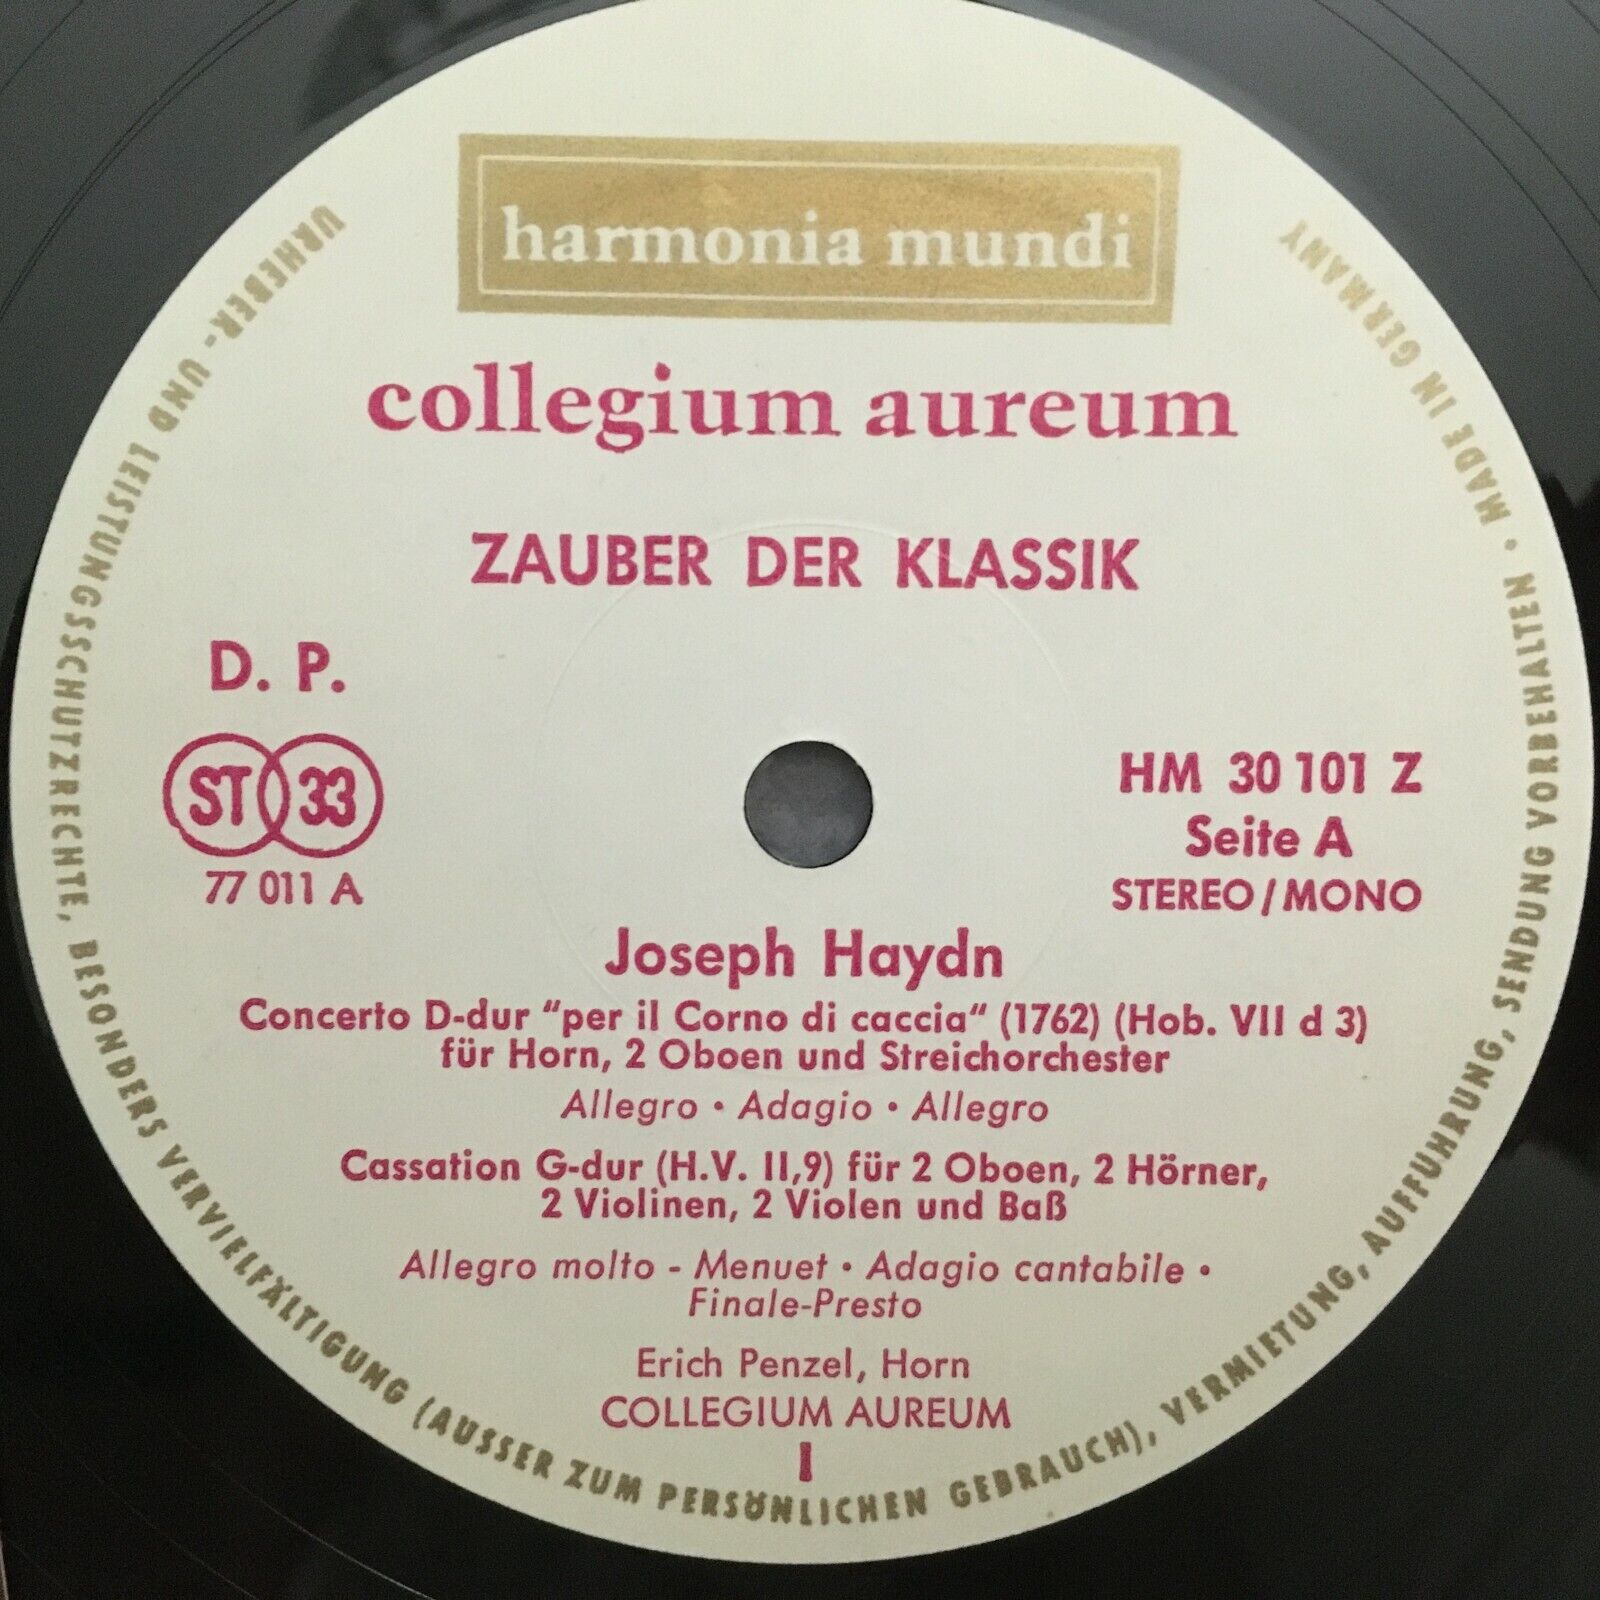 harmonia mundi
collegium aureum
ZAUBER DER KLASSIK
D. P.
ST 33
77 011 A
HM 30 101 Z
Seite A
STEREO/MONO
Joseph Haydn
Concerto D-dur "per il Corno di caccia" (1762) (Hob. VII d 3)
für Horn, 2 Oboen und Streichorchester
Allegro • Adagio • Allegro
Cassation G-dur (H.V. II,9) für 2 Oboen, 2 Hörner,
2 Violinen, 2 Violen und Baß
Allegro molto - Menuet • Adagio cantabile •
Finale-Presto
Erich Penzel, Horn
COLLEGIUM AUREUM
I
URHEBER- UND LEISTUNGSSCHUTZRECHTE, BESONDERS VERVIELFÄLTIGUNG (AUSSER ZUM PERSÖNLICHEN GEBRAUCH), VERMIETUNG, AUFFÜHRUNG, SENDUNG VORBEHALTEN • MADE IN GERMANY